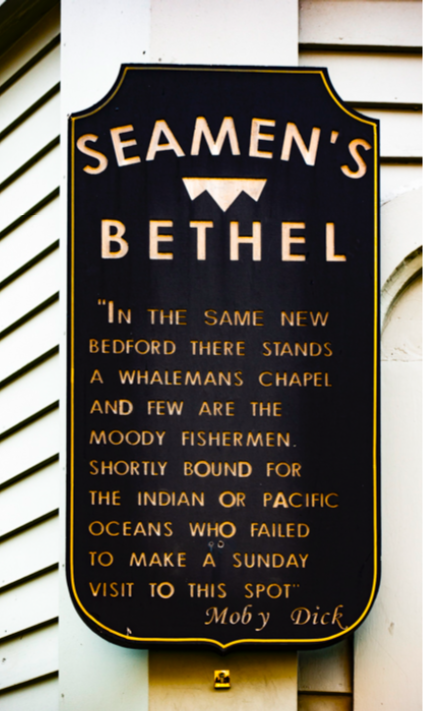 SEAMEN'S
BETHEL
"IN THE SAME NEW
BEDFORD THERE STANDS
A WHALEMANS CHAPEL
AND FEW ARE THE
MOODY FISHERMEN.
SHORTLY BOUND FOR
THE INDIAN OR PACIFIC
OCEANS WHO FAILED
TO MAKE A SUNDAY
VISIT TO THIS SPOT"
Moby Dick